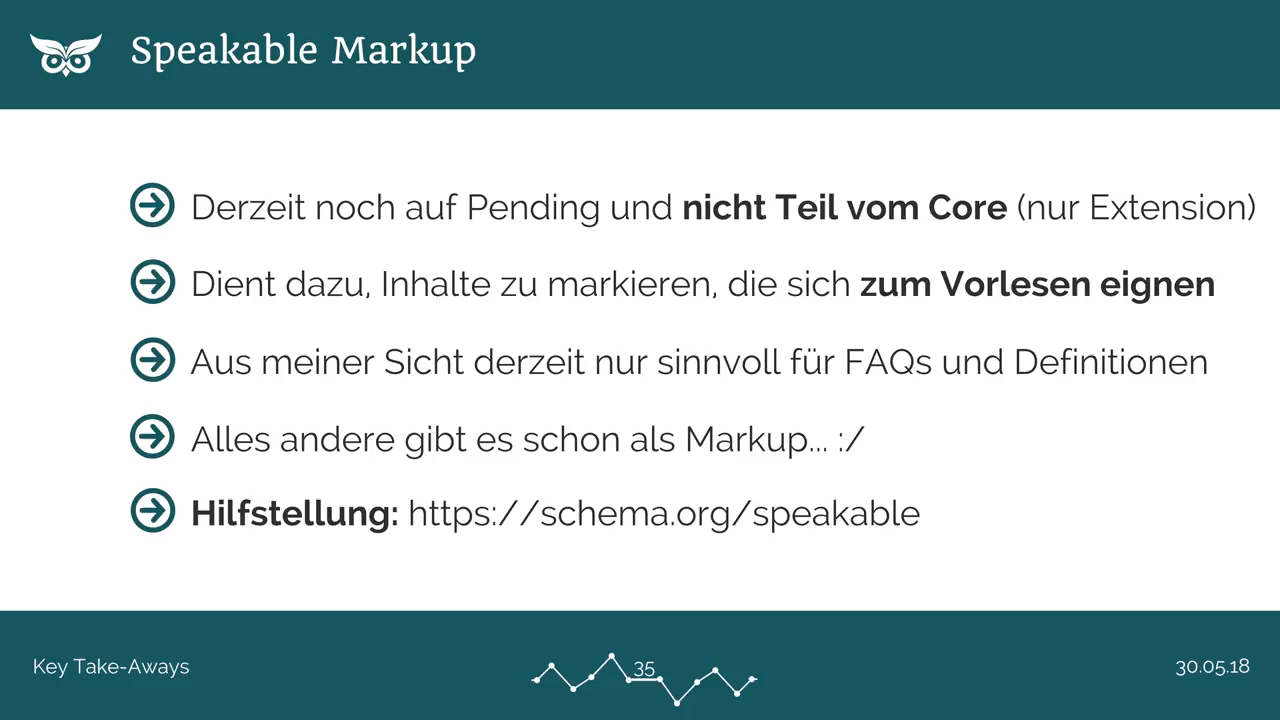 Speakable Markup
Derzeit noch auf Pending und nicht Teil vom Core (nur Extension)
Dient dazu, Inhalte zu markieren, die sich zum Vorlesen eignen
Aus meiner Sicht derzeit nur sinnvoll für FAQs und Definitionen
Alles andere gibt es schon als Markup... :/
Hilfstellung: https://schema.org/speakable
Key Take-Aways
35
30.05.18